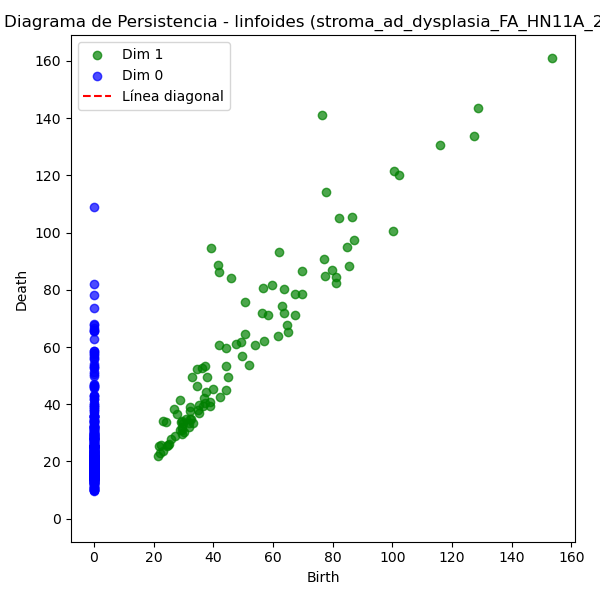 Diagrama de Persistencia - linfoides (stroma_ad_dysplasia_FA_HN11A_2
Dim 1
Dim 0
Línea diagonal
160
140
120
100
80
60
40
20
0
Death
0 20 40 60 80 100 120 140 160
Birth